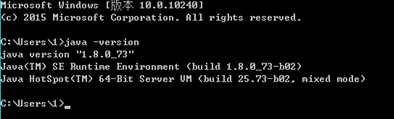 Microsoft Windows [版本 10.0.10240]
(c) 2015 Microsoft Corporation. All rights reserved.
C:\Users\1>java -version
java version "1.8.0_73"
Java(TM) SE Runtime Environment (build 1.8.0_73-b02)
Java HotSpot(TM) 64-Bit Server VM (build 25.73-b02, mixed mode)
C:\Users\1>